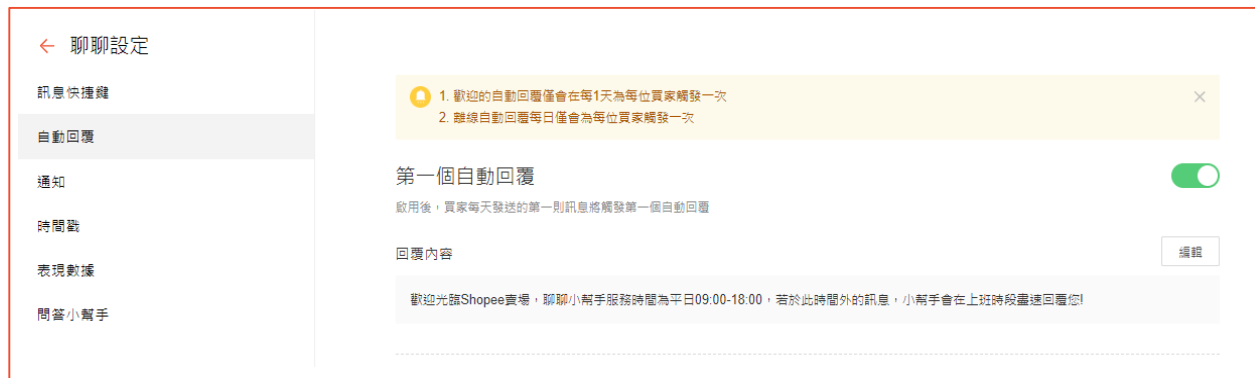 ← 聊聊設定
訊息快捷鍵
自動回覆
通知
時間戳
表現數據
問答小幫手
1. 歡迎的自動回覆僅會在每1天為每位買家觸發一次
2. 離線自動回覆每日僅會為每位買家觸發一次
第一個自動回覆
啟用後，買家每天發送的第一則訊息將觸發第一個自動回覆
回覆內容
編輯
歡迎光臨Shopee賣場，聊聊小幫手服務時間為平日09:00-18:00，若於此時間外的訊息，小幫手會在上班時段盡速回覆您!